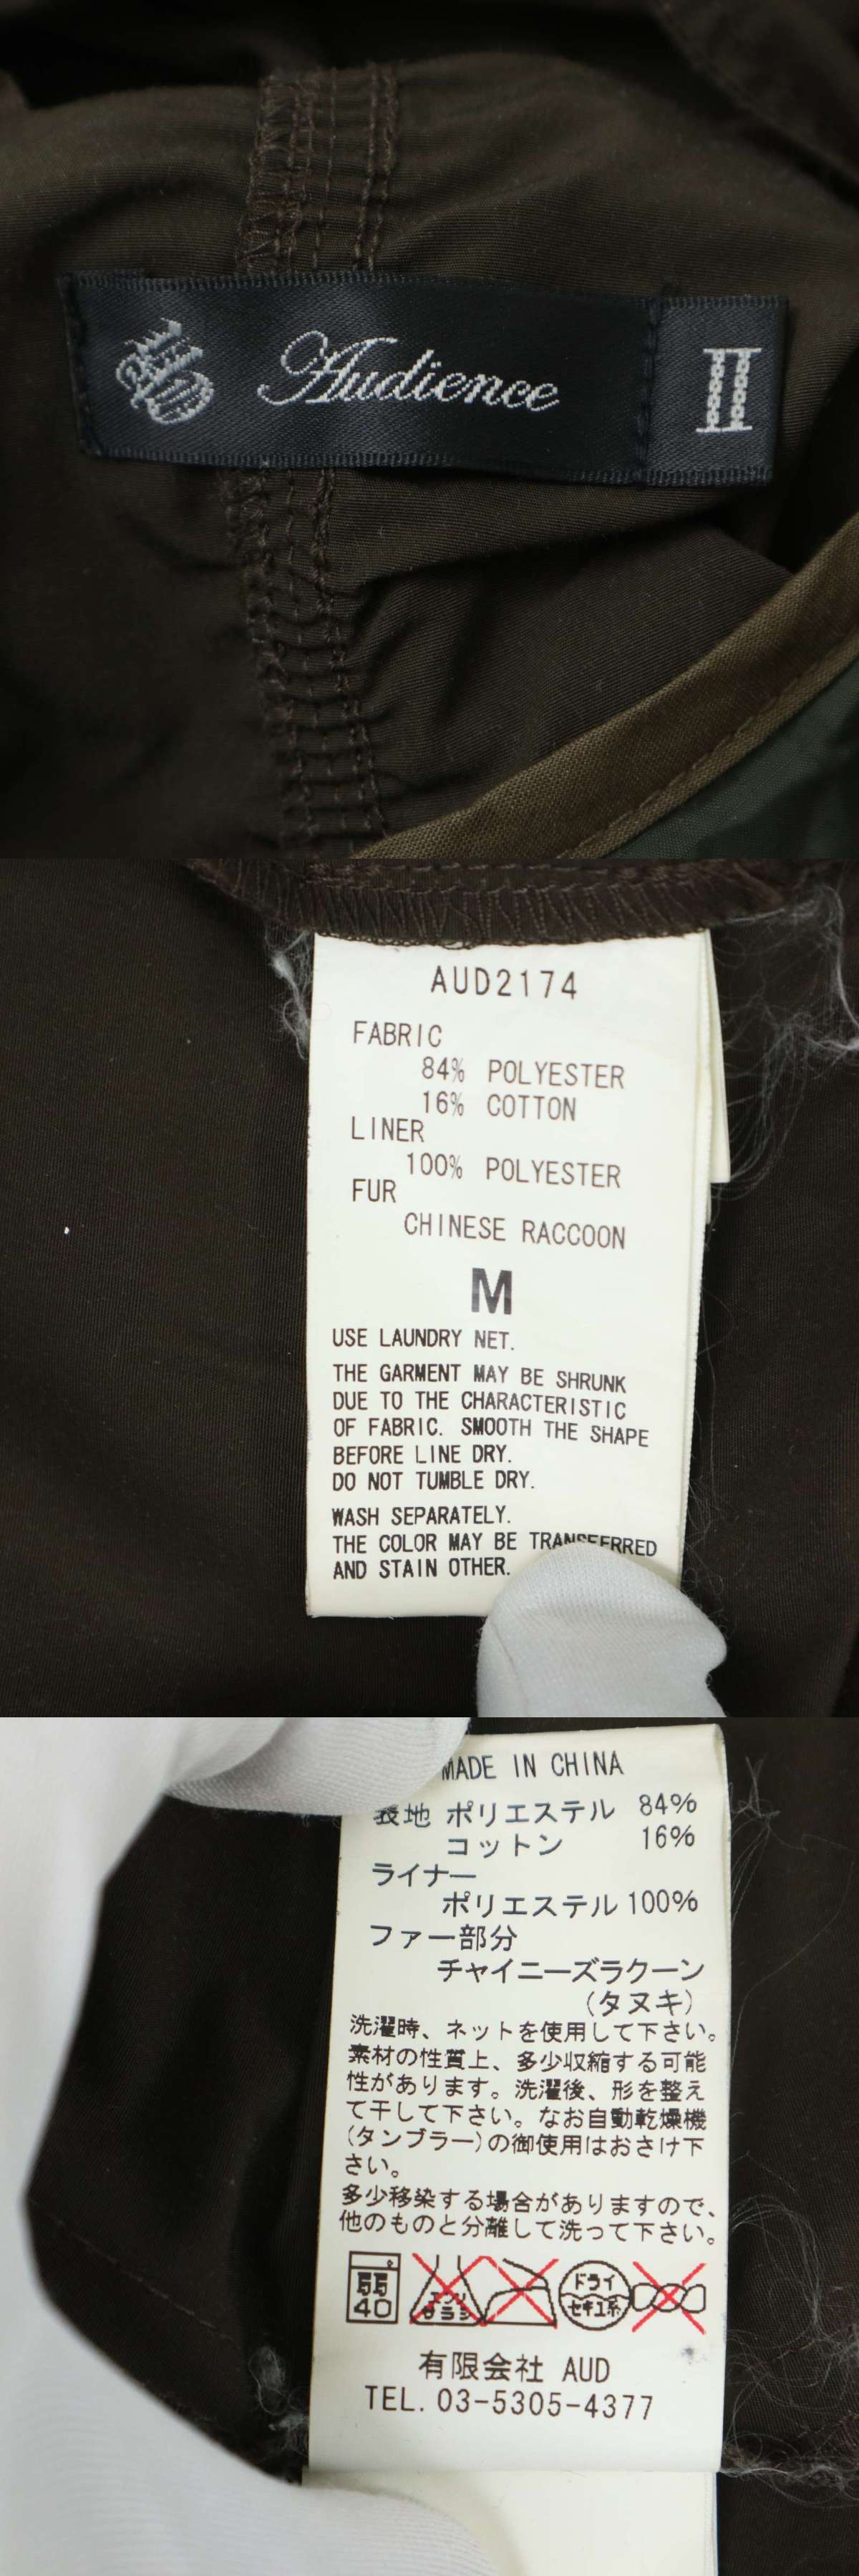 Audience
II
AUD2174
FABRIC
84% POLYESTER
16% COTTON
LINER
100% POLYESTER
FUR
CHINESE RACCOON
M
USE LAUNDRY NET.
THE GARMENT MAY BE SHRUNK
DUE TO THE CHARACTERISTIC
OF FABRIC. SMOOTH THE SHAPE
BEFORE LINE DRY.
DO NOT TUMBLE DRY.
WASH SEPARATELY.
THE COLOR MAY BE TRANSFERRED
AND STAIN OTHER.
MADE IN CHINA
表地 ポリエステル 84%
コットン 16%
ライナー
ポリエステル 100%
ファー部分
チャイニーズラクーン
(タヌキ)
洗濯時、ネットを使用して下さい。
素材の性質上、多少収縮する可能
性があります。洗濯後、形を整え
て干して下さい。なお自動乾燥機
(タンブラー)の御使用はおさけ下
さい。
多少移染する場合がありますので、
他のものと分離して洗って下さい。
弱 40 エンソ サラシ ドライ セキユ系
有限会社 AUD
TEL. 03-5305-4377